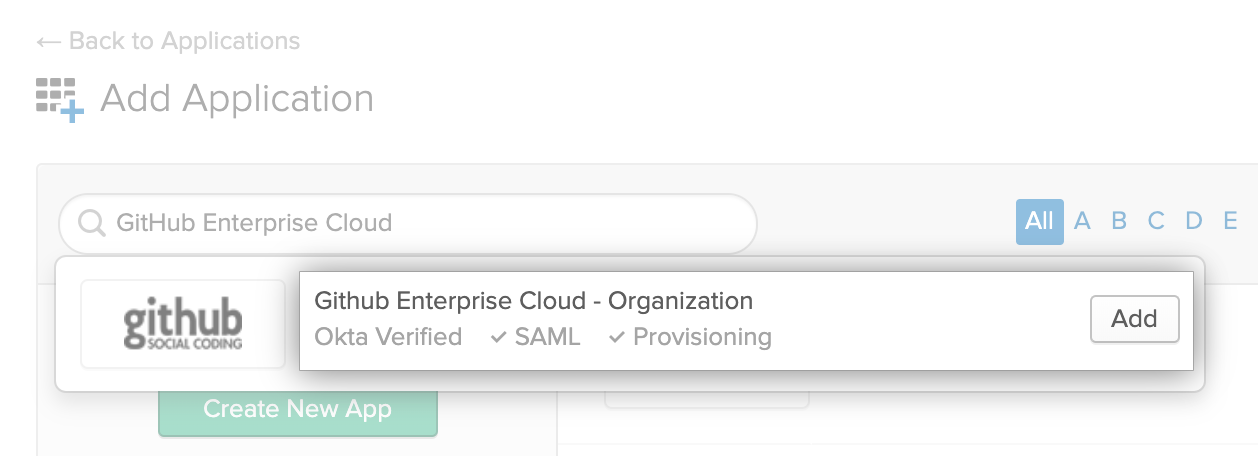 ← Back to Applications
Add Application
GitHub Enterprise Cloud
All A B C D E
github
SOCIAL CODING
Github Enterprise Cloud - Organization
Okta Verified ✓ SAML ✓ Provisioning
Add
Create New App